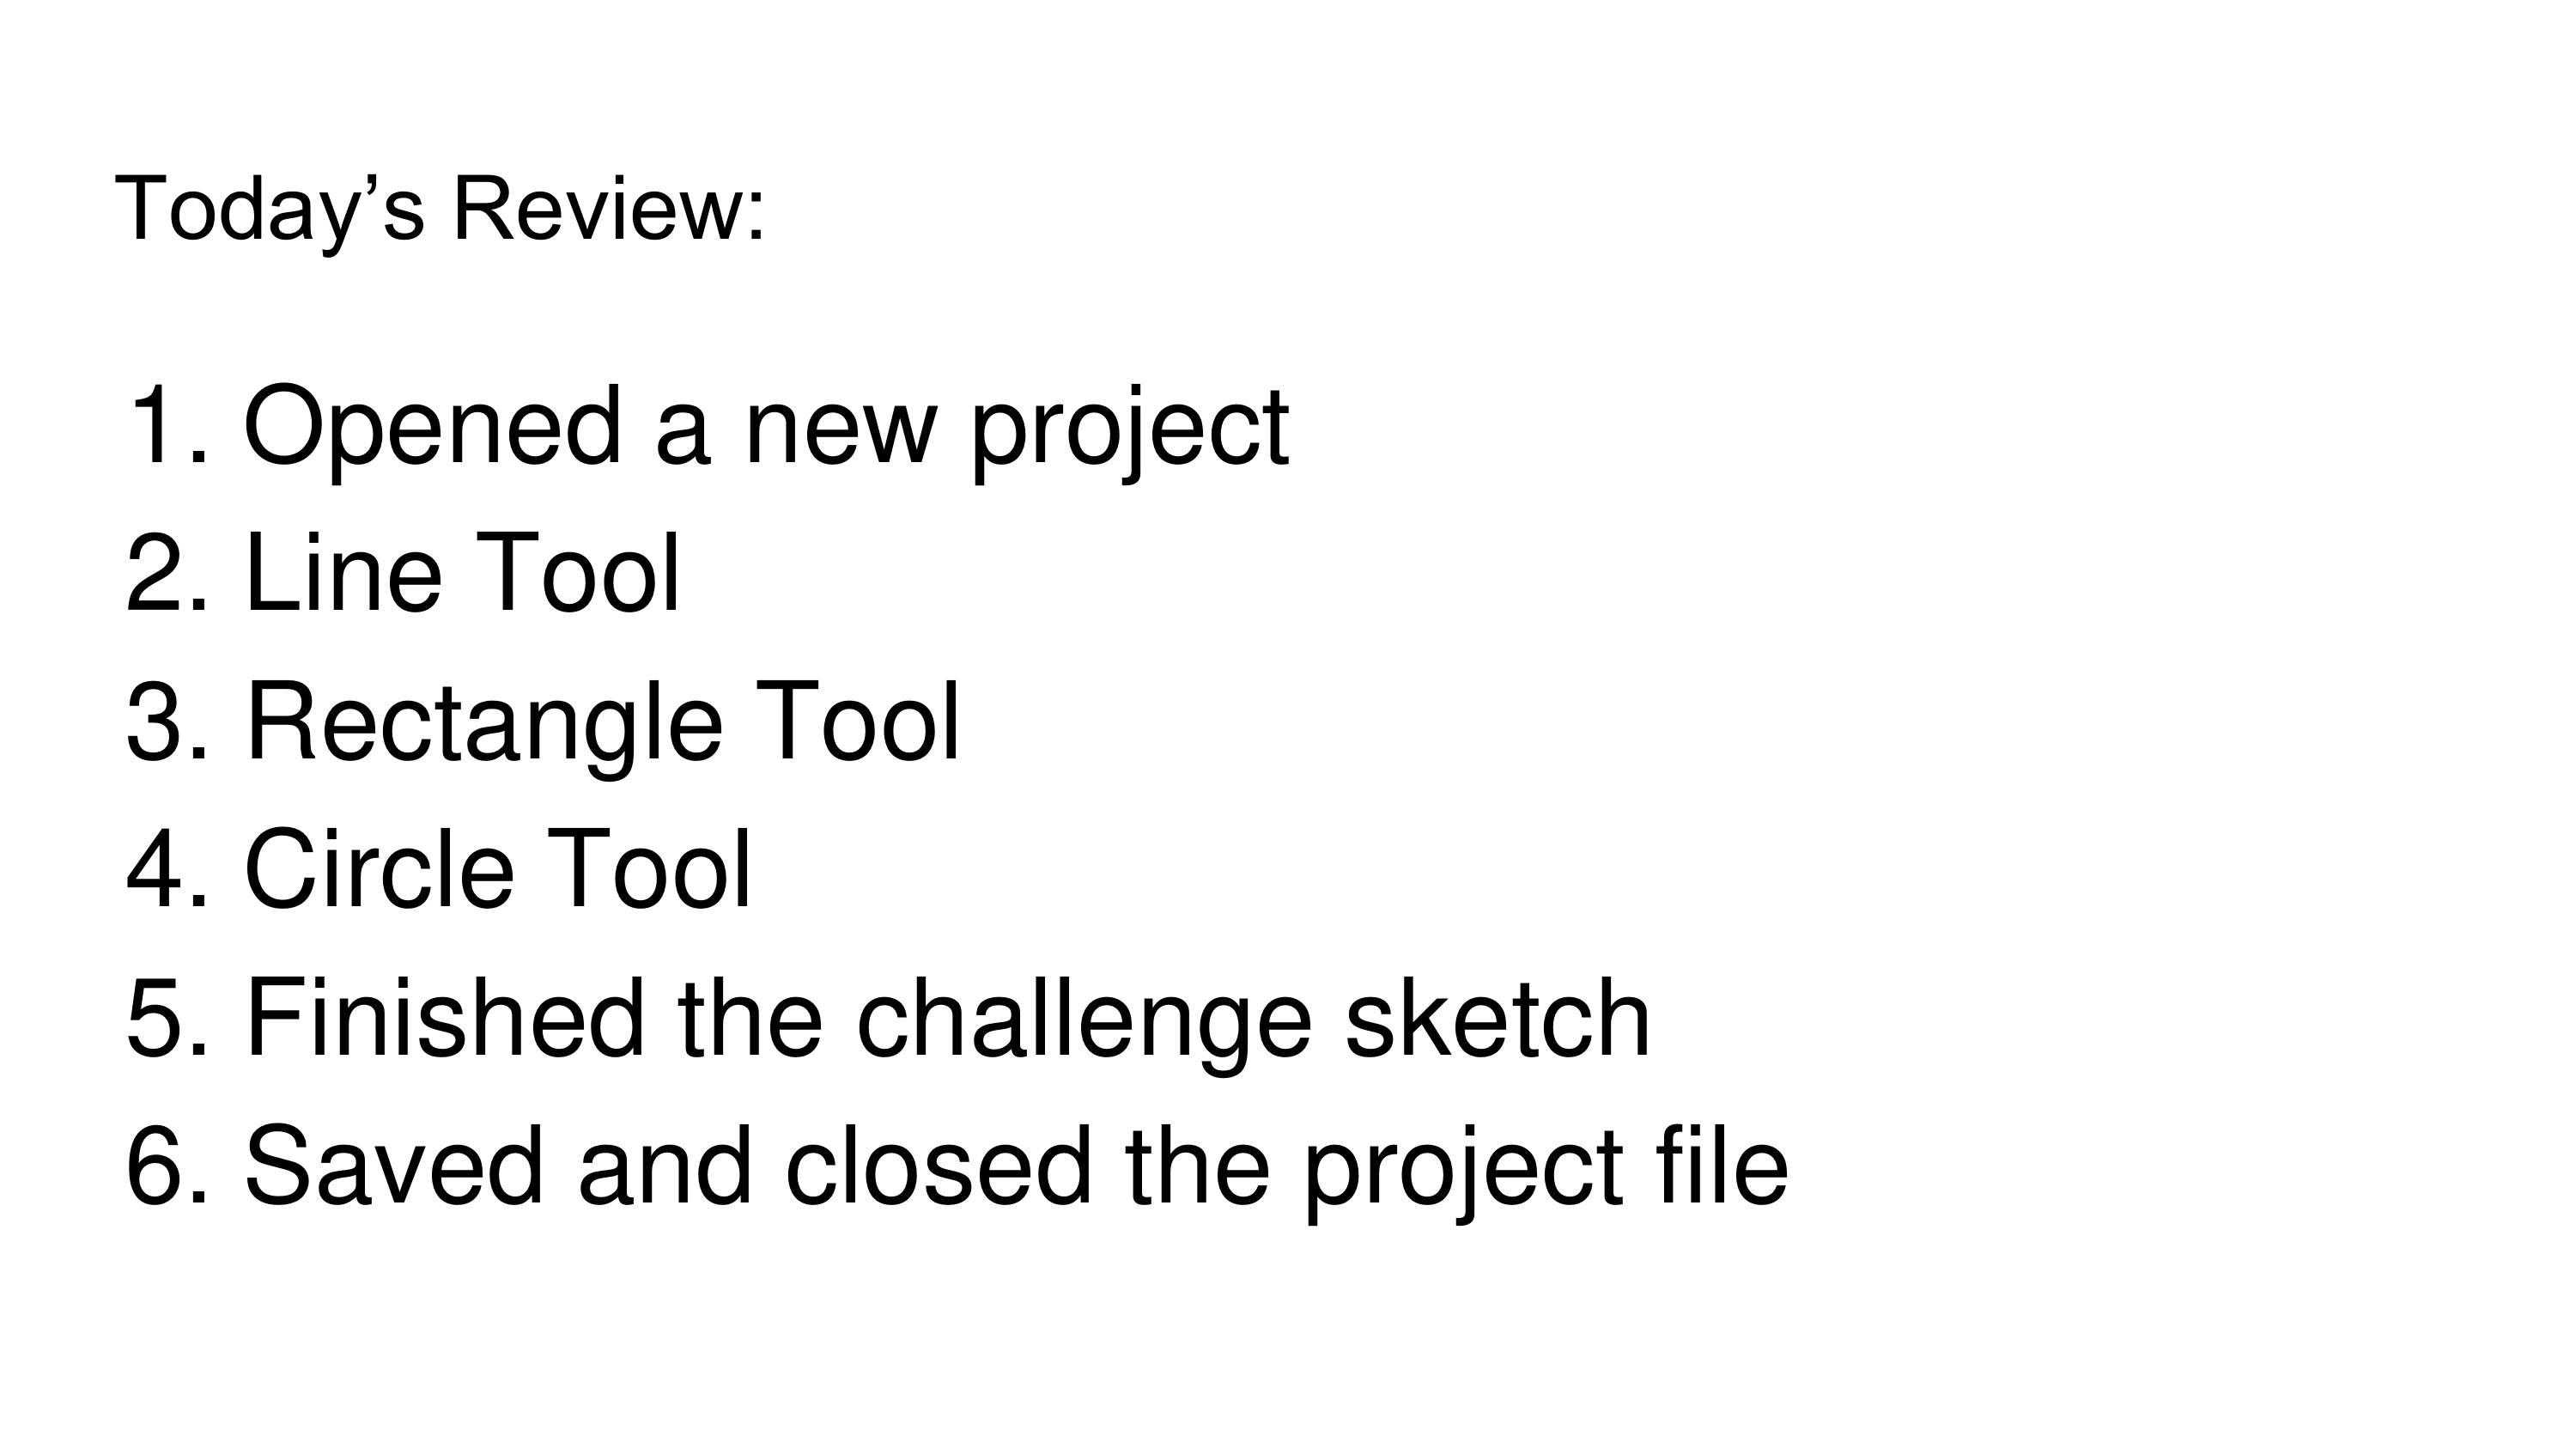 Today’s Review:
1. Opened a new project
2. Line Tool
3. Rectangle Tool
4. Circle Tool
5. Finished the challenge sketch
6. Saved and closed the project file